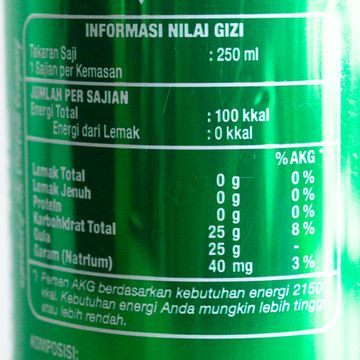 INFORMASI NILAI GIZI
Takaran Saji : 250 ml
1 Sajian per Kemasan
JUMLAH PER SAJIAN
Energi Total : 100 kkal
Energi dari Lemak : 0 kkal
%AKG *
Lemak Total 0 g 0%
Lemak Jenuh 0 g 0%
Protein 0 g 0%
Karbohidrat Total 25 g 8%
Gula 25 g -
Garam (Natrium) 40 mg 3%
*) Persen AKG berdasarkan kebutuhan energi 2150
kkal. Kebutuhan energi Anda mungkin lebih tinggi
atau lebih rendah.
KOMPOSISI: